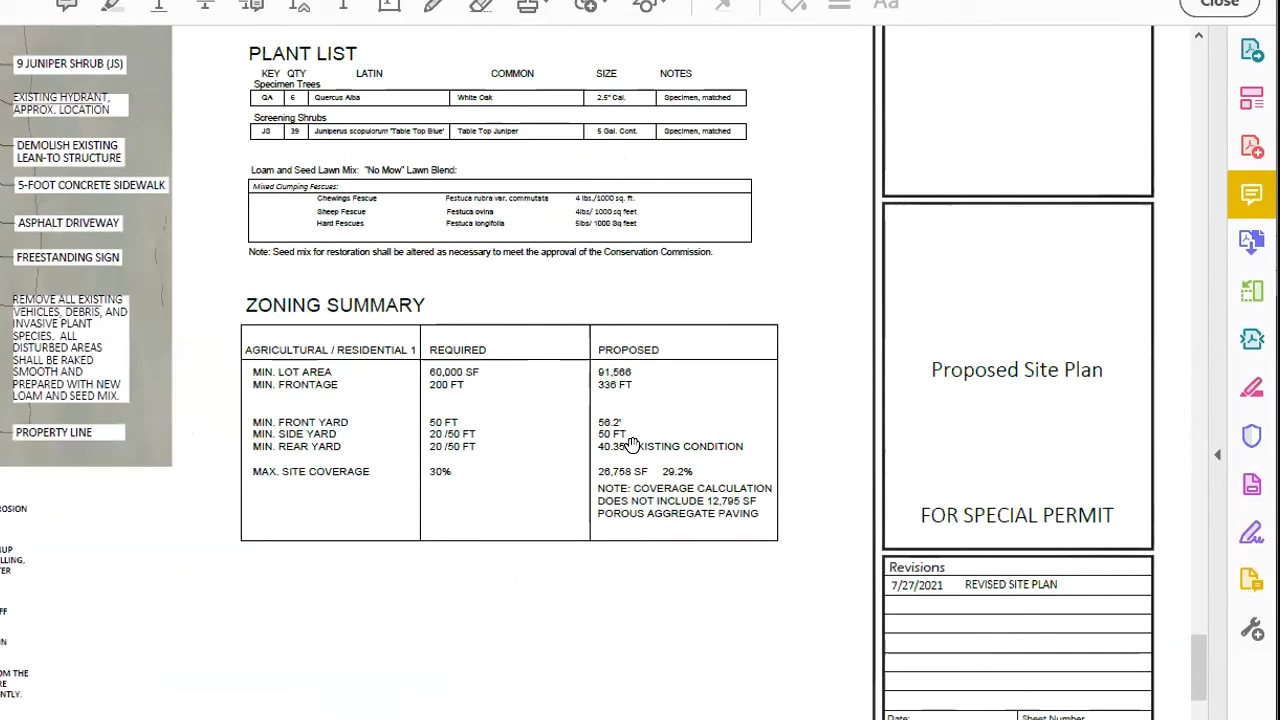 Close
9 JUNIPER SHRUB (JS)
EXISTING HYDRANT,
APPROX. LOCATION
DEMOLISH EXISTING
LEAN-TO STRUCTURE
5-FOOT CONCRETE SIDEWALK
ASPHALT DRIVEWAY
FREESTANDING SIGN
REMOVE ALL EXISTING
VEHICLES, DEBRIS, AND
INVASIVE PLANT
SPECIES. ALL
DISTURBED AREAS
SHALL BE RAKED
SMOOTH AND
PREPARED WITH NEW
LOAM AND SEED MIX.
PROPERTY LINE
PLANT LIST
KEY QTY LATIN COMMON SIZE NOTES
Specimen Trees
QA 6 Quercus Alba White Oak 2.5" Cal. Specimen, matched
Screening Shrubs
JS 39 Juniperus scopulorum 'Table Top Blue' Table Top Juniper 5 Gal. Cont. Specimen, matched
Loam and Seed Lawn Mix: "No Mow" Lawn Blend:
Mixed Clumping Fescues:
Chewings Fescue Festuca rubra var. commutata 4 lbs./1000 sq. ft.
Sheep Fescue Festuca ovina 4lbs/ 1000 sq feet
Hard Fescues Festuca longifolia 5lbs/ 1000 Sq feet
Note: Seed mix for restoration shall be altered as necessary to meet the approval of the Conservation Commission.
ZONING SUMMARY
AGRICULTURAL / RESIDENTIAL 1 REQUIRED PROPOSED
MIN. LOT AREA 60,000 SF 91,566
MIN. FRONTAGE 200 FT 336 FT
MIN. FRONT YARD 50 FT 56.2'
MIN. SIDE YARD 20 /50 FT 50 FT
MIN. REAR YARD 20 /50 FT 40.35 XISTING CONDITION
MAX. SITE COVERAGE 30% 26,758 SF 29.2%
NOTE: COVERAGE CALCULATION
DOES NOT INCLUDE 12,795 SF
POROUS AGGREGATE PAVING
Proposed Site Plan
FOR SPECIAL PERMIT
Revisions
7/27/2021 REVISED SITE PLAN
Date: Sheet Number